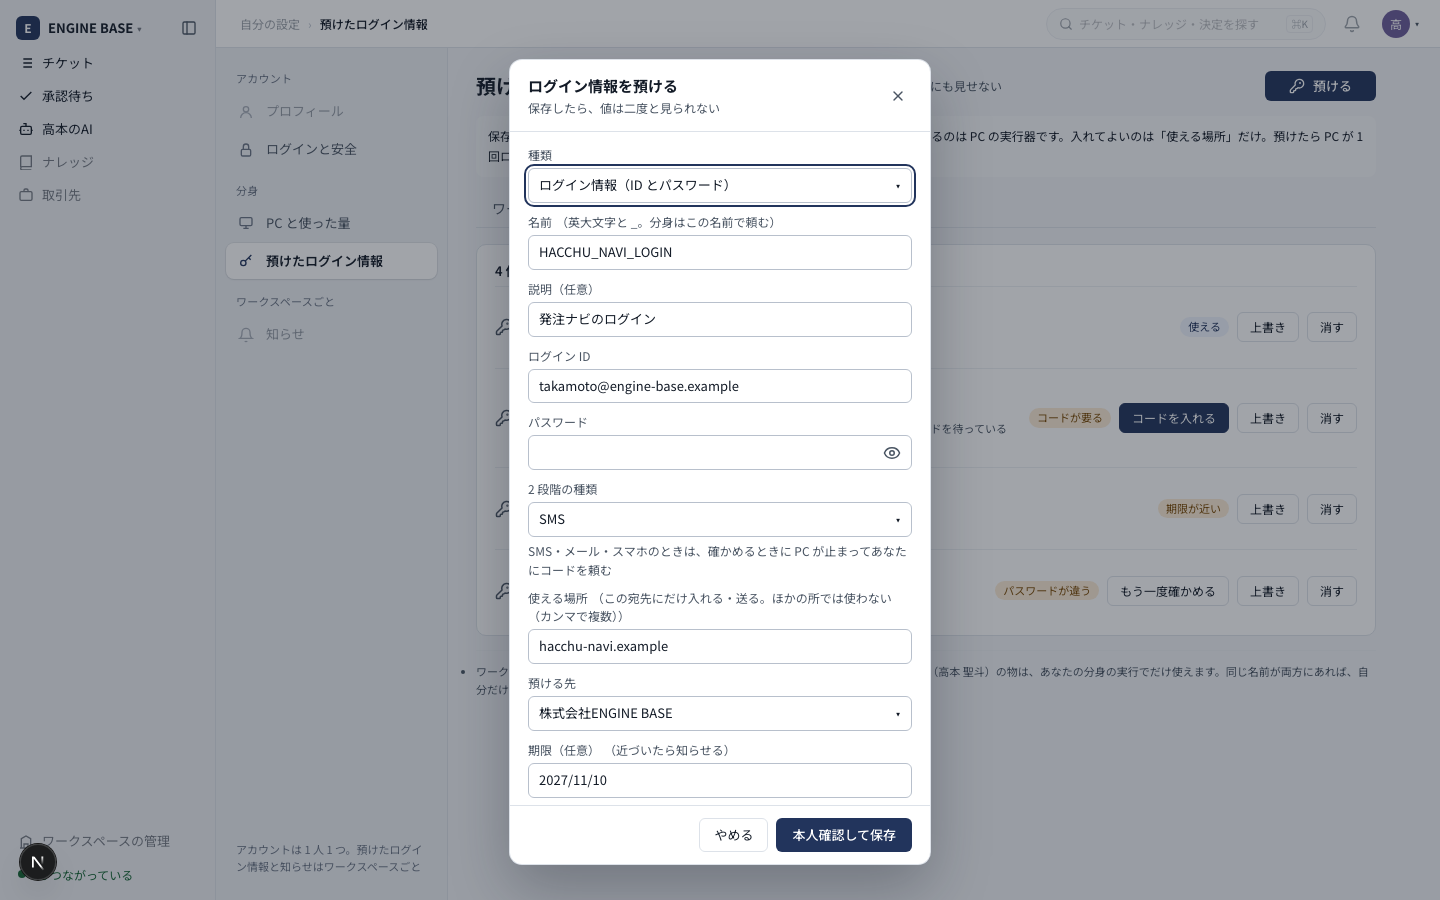 E ENGINE BASE
チケット
承認待ち
高本のAI
ナレッジ
取引先
ワークスペースの管理
つながっている
自分の設定 › 預けたログイン情報
チケット・ナレッジ・決定を探す ⌘K
高
アカウント
プロフィール
ログインと安全
分身
PC と使った量
預けたログイン情報
ワークスペースごと
知らせ
アカウントは 1 人 1 つ。預けたログイ
ン情報と知らせはワークスペースごと
預け
にも見せない
預ける
保存
るのは PC の実行器です。入れてよいのは「使える場所」だけ。預けたら PC が 1
回ロ
ワー
4 件
使える 上書き 消す
コードが要る コードを入れる 上書き 消す
ドを待っている
期限が近い 上書き 消す
パスワードが違う もう一度確かめる 上書き 消す
ワーク
（高本 聖斗）の物は、あなたの分身の実行でだけ使えます。同じ名前が両方にあれば、自
分だけ
ログイン情報を預ける
保存したら、値は二度と見られない
種類
ログイン情報（ID とパスワード）
名前 （英大文字と _。分身はこの名前で頼む）
HACCHU_NAVI_LOGIN
説明（任意）
発注ナビのログイン
ログイン ID
takamoto@engine-base.example
パスワード
2 段階の種類
SMS
SMS・メール・スマホのときは、確かめるときに PC が止まってあなた
にコードを頼む
使える場所 （この宛先にだけ入れる・送る。ほかの所では使わない
（カンマで複数））
hacchu-navi.example
預ける先
株式会社ENGINE BASE
期限（任意） （近づいたら知らせる）
2027/11/10
やめる
本人確認して保存